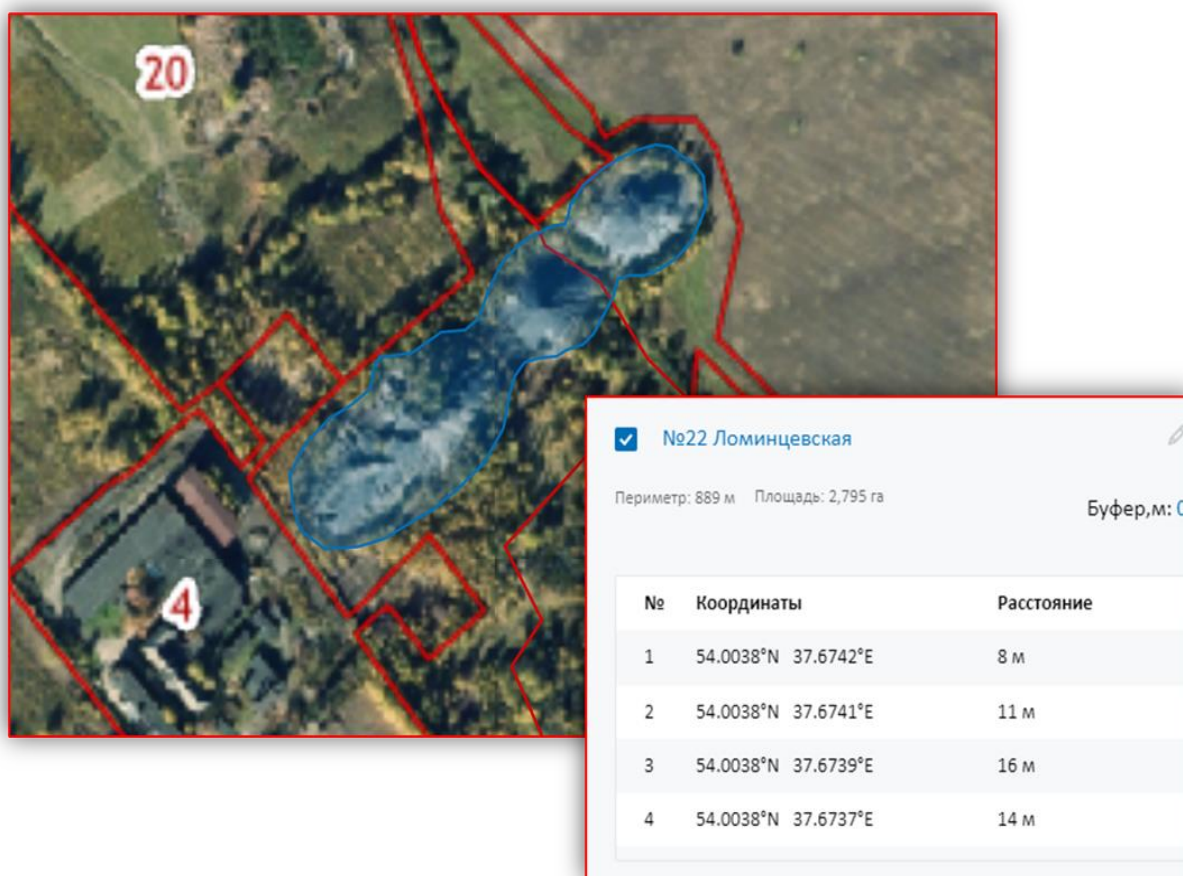 20
4
№22 Ломинцевская
Периметр: 889 м Площадь: 2,795 га
Буфер,м: 0
№ Координаты Расстояние
1 54.0038°N 37.6742°E 8 м
2 54.0038°N 37.6741°E 11 м
3 54.0038°N 37.6739°E 16 м
4 54.0038°N 37.6737°E 14 м